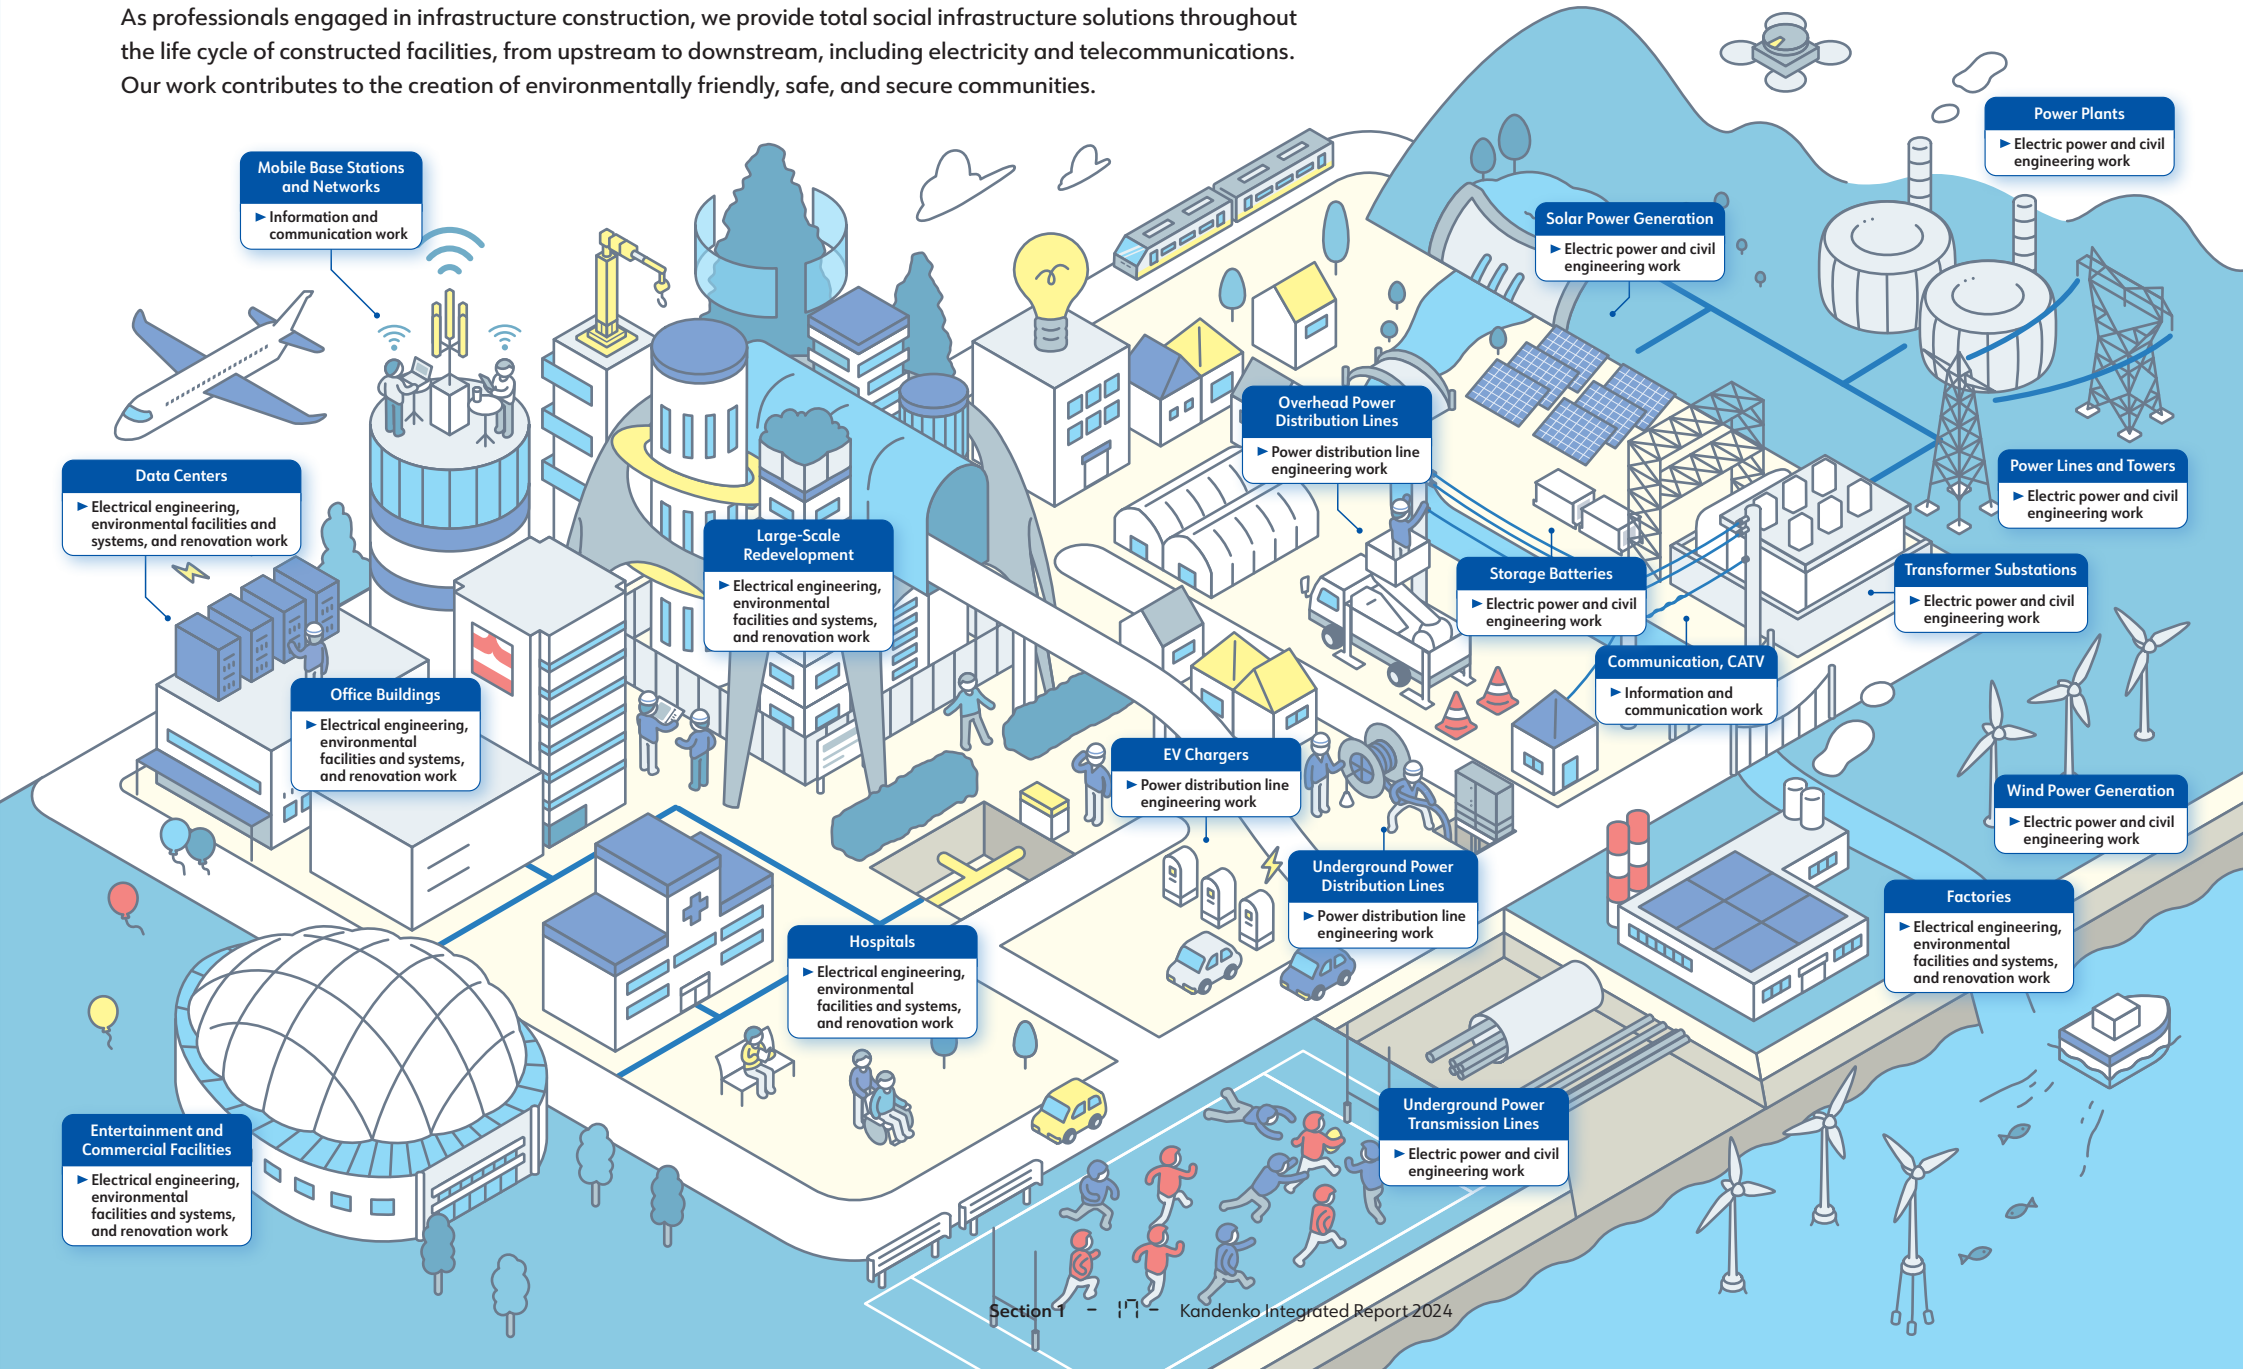 As professionals engaged in infrastructure construction, we provide total social infrastructure solutions throughout
the life cycle of constructed facilities, from upstream to downstream, including electricity and telecommunications.
Our work contributes to the creation of environmentally friendly, safe, and secure communities.
Power Plants
▶ Electric power and civil
engineering work
Mobile Base Stations
and Networks
▶ Information and
communication work
Solar Power Generation
▶ Electric power and civil
engineering work
Overhead Power
Distribution Lines
▶ Power distribution line
engineering work
Data Centers
▶ Electrical engineering,
environmental facilities and
systems, and renovation work
Power Lines and Towers
▶ Electric power and civil
engineering work
Large-Scale
Redevelopment
▶ Electrical engineering,
environmental
facilities and systems,
and renovation work
Storage Batteries
▶ Electric power and civil
engineering work
Transformer Substations
▶ Electric power and civil
engineering work
Office Buildings
▶ Electrical engineering,
environmental
facilities and systems,
and renovation work
Communication, CATV
▶ Information and
communication work
EV Chargers
▶ Power distribution line
engineering work
Wind Power Generation
▶ Electric power and civil
engineering work
Underground Power
Distribution Lines
▶ Power distribution line
engineering work
Factories
▶ Electrical engineering,
environmental
facilities and systems,
and renovation work
Hospitals
▶ Electrical engineering,
environmental
facilities and systems,
and renovation work
Underground Power
Transmission Lines
▶ Electric power and civil
engineering work
Entertainment and
Commercial Facilities
▶ Electrical engineering,
environmental
facilities and systems,
and renovation work
Section 1 – 17 – Kandenko Integrated Report 2024